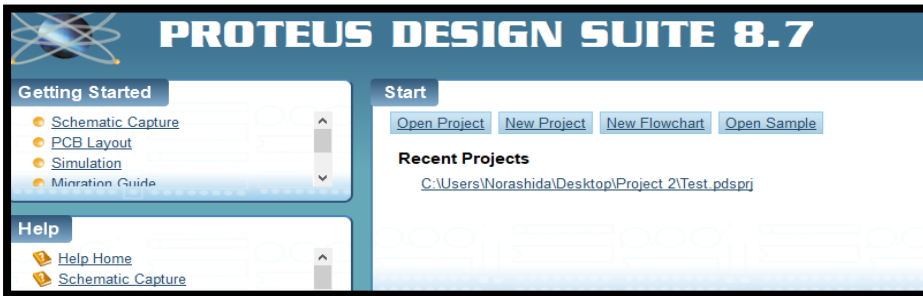 PROTEUS DESIGN SUITE 8.7
Getting Started
Schematic Capture
PCB Layout
Simulation
Migration Guide
Help
Help Home
Schematic Capture
Start
Open Project New Project New Flowchart Open Sample
Recent Projects
C:\Users\Norashida\Desktop\Project 2\Test.pdsprj